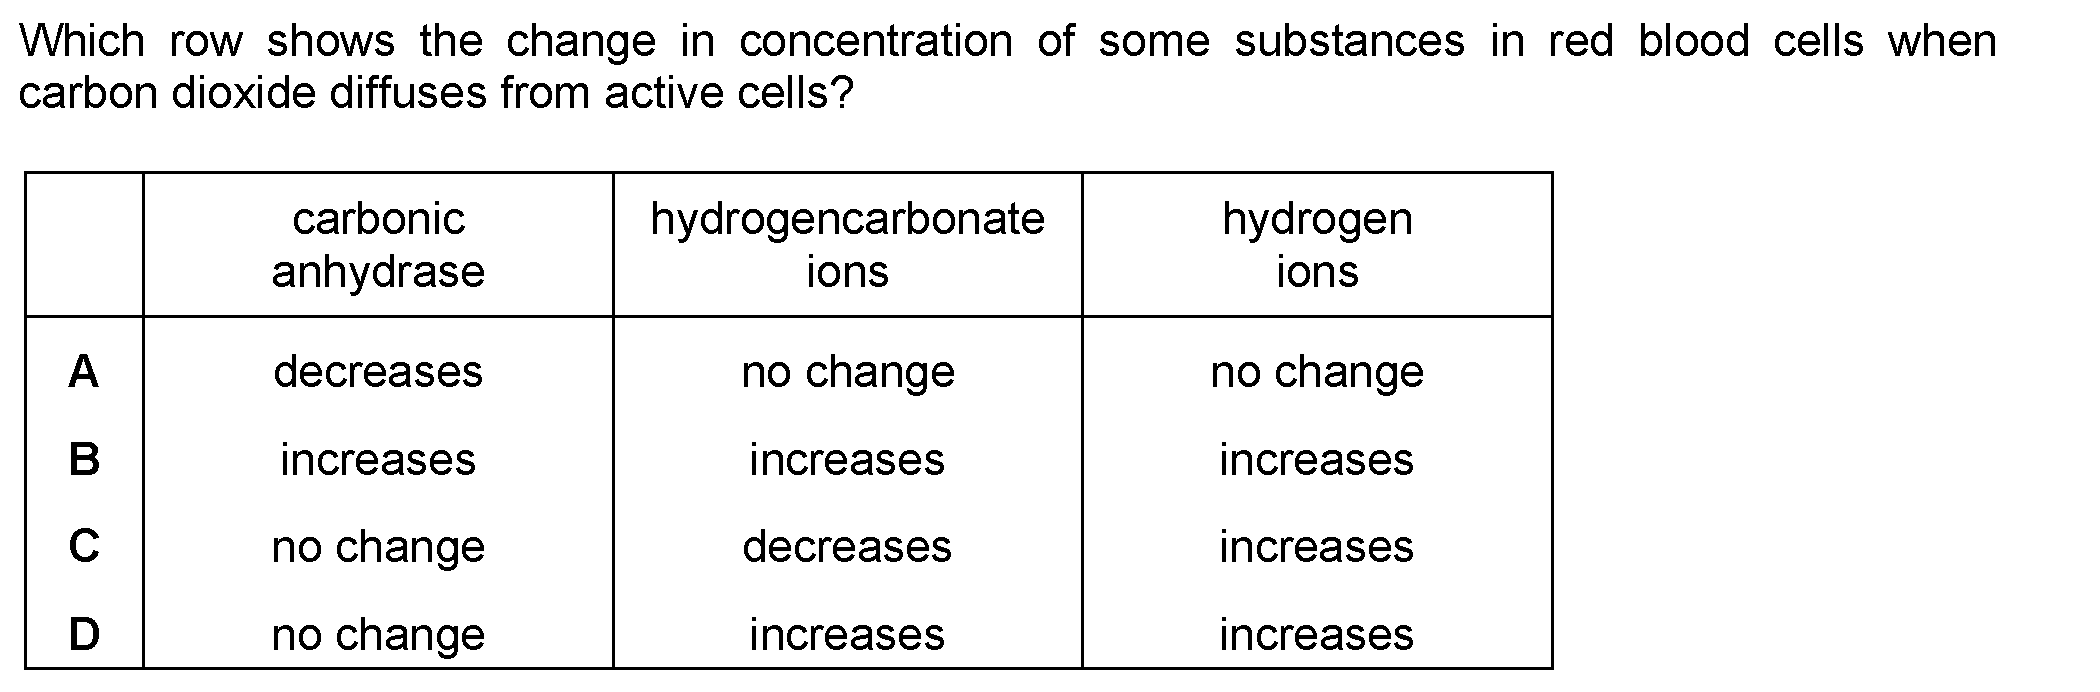 Which row shows the change in concentration of some substances in red blood cells when
carbon dioxide diffuses from active cells?
carbonic anhydrase hydrogencarbonate ions hydrogen ions
A decreases no change no change
B increases increases increases
C no change decreases increases
D no change increases increases